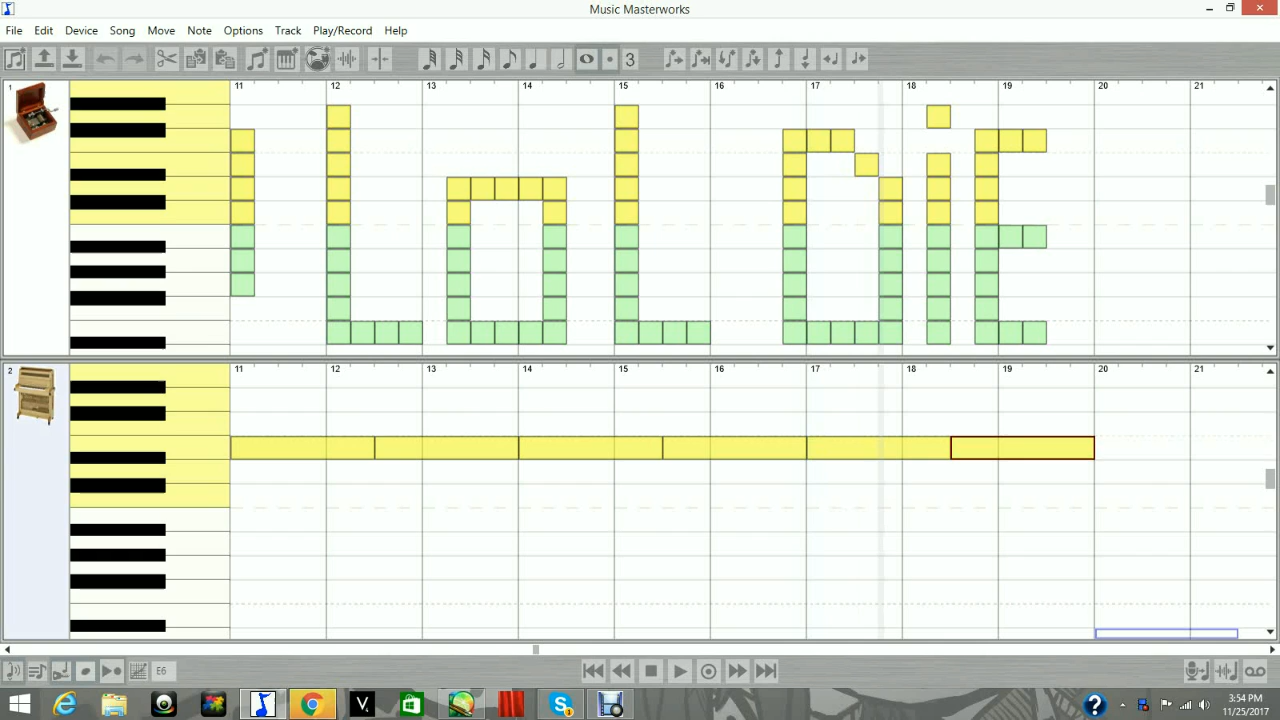 Music Masterworks
File Edit Device Song Movie Note Options Track Play/Record Help
3
1 11 12 13 14 15 16 17 18 19 20 21
LOL DiE
2 11 12 13 14 15 16 17 18 19 20 21
E6
3:54 PM
11/25/2017